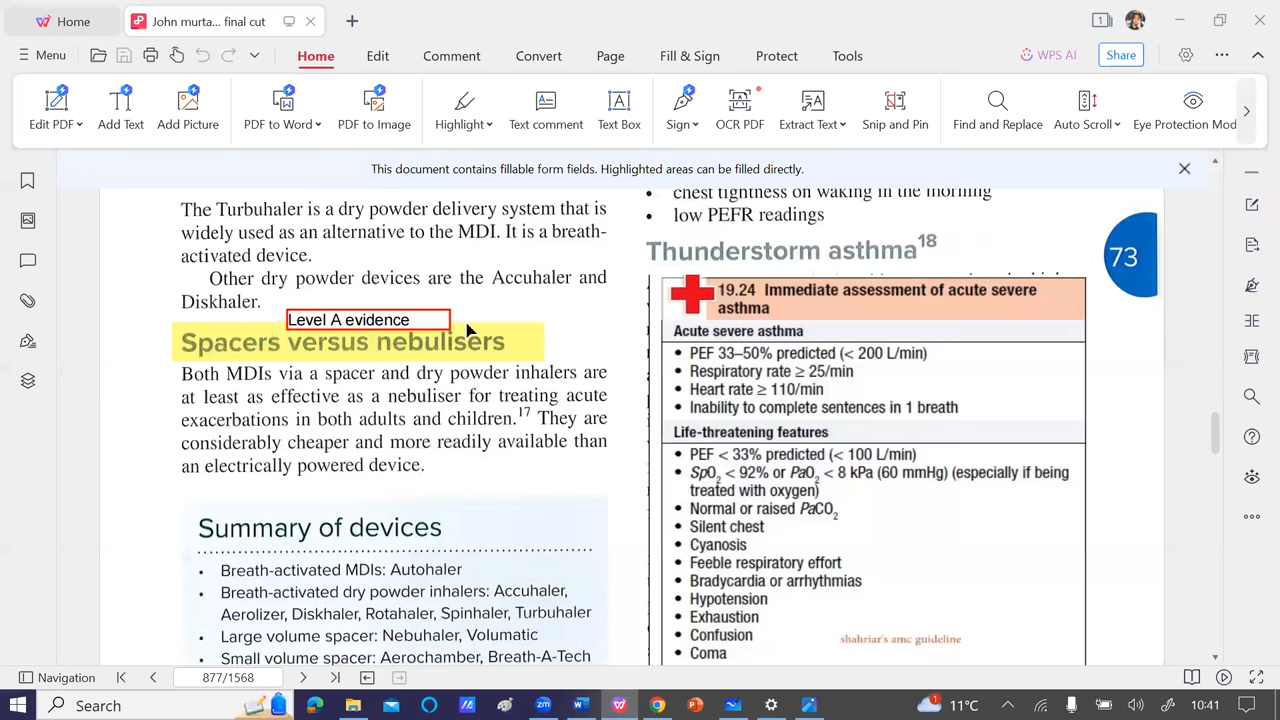 Home
John murta... final cut
1
Menu
Home
Edit
Comment
Convert
Page
Fill & Sign
Protect
Tools
WPS AI
Share
Edit PDF
Add Text
Add Picture
PDF to Word
PDF to Image
Highlight
Text comment
Text Box
Sign
OCR PDF
Extract Text
Snip and Pin
Find and Replace
Auto Scroll
Eye Protection Mod
This document contains fillable form fields. Highlighted areas can be filled directly.
The Turbuhaler is a dry powder delivery system that is
widely used as an alternative to the MDI. It is a breath-
activated device.
Other dry powder devices are the Accuhaler and
Diskhaler.
Level A evidence
Spacers versus nebulisers
Both MDIs via a spacer and dry powder inhalers are
at least as effective as a nebuliser for treating acute
exacerbations in both adults and children.17 They are
considerably cheaper and more readily available than
an electrically powered device.
Summary of devices
• Breath-activated MDIs: Autohaler
• Breath-activated dry powder inhalers: Accuhaler,
Aerolizer, Diskhaler, Rotahaler, Spinhaler, Turbuhaler
• Large volume spacer: Nebuhaler, Volumatic
• Small volume spacer: Aerochamber, Breath-A-Tech
• chest tightness on waking in the morning
• low PEFR readings
Thunderstorm asthma18
73
19.24 Immediate assessment of acute severe
asthma
Acute severe asthma
• PEF 33–50% predicted (< 200 L/min)
• Respiratory rate ≥ 25/min
• Heart rate ≥ 110/min
• Inability to complete sentences in 1 breath
Life-threatening features
• PEF < 33% predicted (< 100 L/min)
• SpO2 < 92% or PaO2 < 8 kPa (60 mmHg) (especially if being
treated with oxygen)
• Normal or raised PaCO2
• Silent chest
• Cyanosis
• Feeble respiratory effort
• Bradycardia or arrhythmias
• Hypotension
• Exhaustion
• Confusion
• Coma
shahriar's amc guideline
Navigation
877/1568
Search
zm
1
11°C
10:41